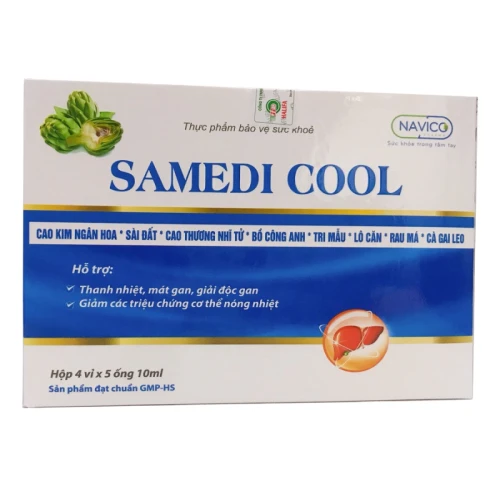 Thực phẩm bảo vệ sức khoẻ
NAVICO
Sức khỏe trong tầm tay
SAMEDI COOL
CAO KIM NGÂN HOA * SÀI ĐẤT * CAO THƯƠNG NHĨ TỬ * BỒ CÔNG ANH * TRI MẪU * LÔ CĂN * RAU MÁ * CÀ GAI LEO
Hỗ trợ:
Thanh nhiệt, mát gan, giải độc gan
Giảm các triệu chứng cơ thể nóng nhiệt
Hộp 4 vỉ x 5 ống 10ml
Sản phẩm đạt chuẩn GMP-HS